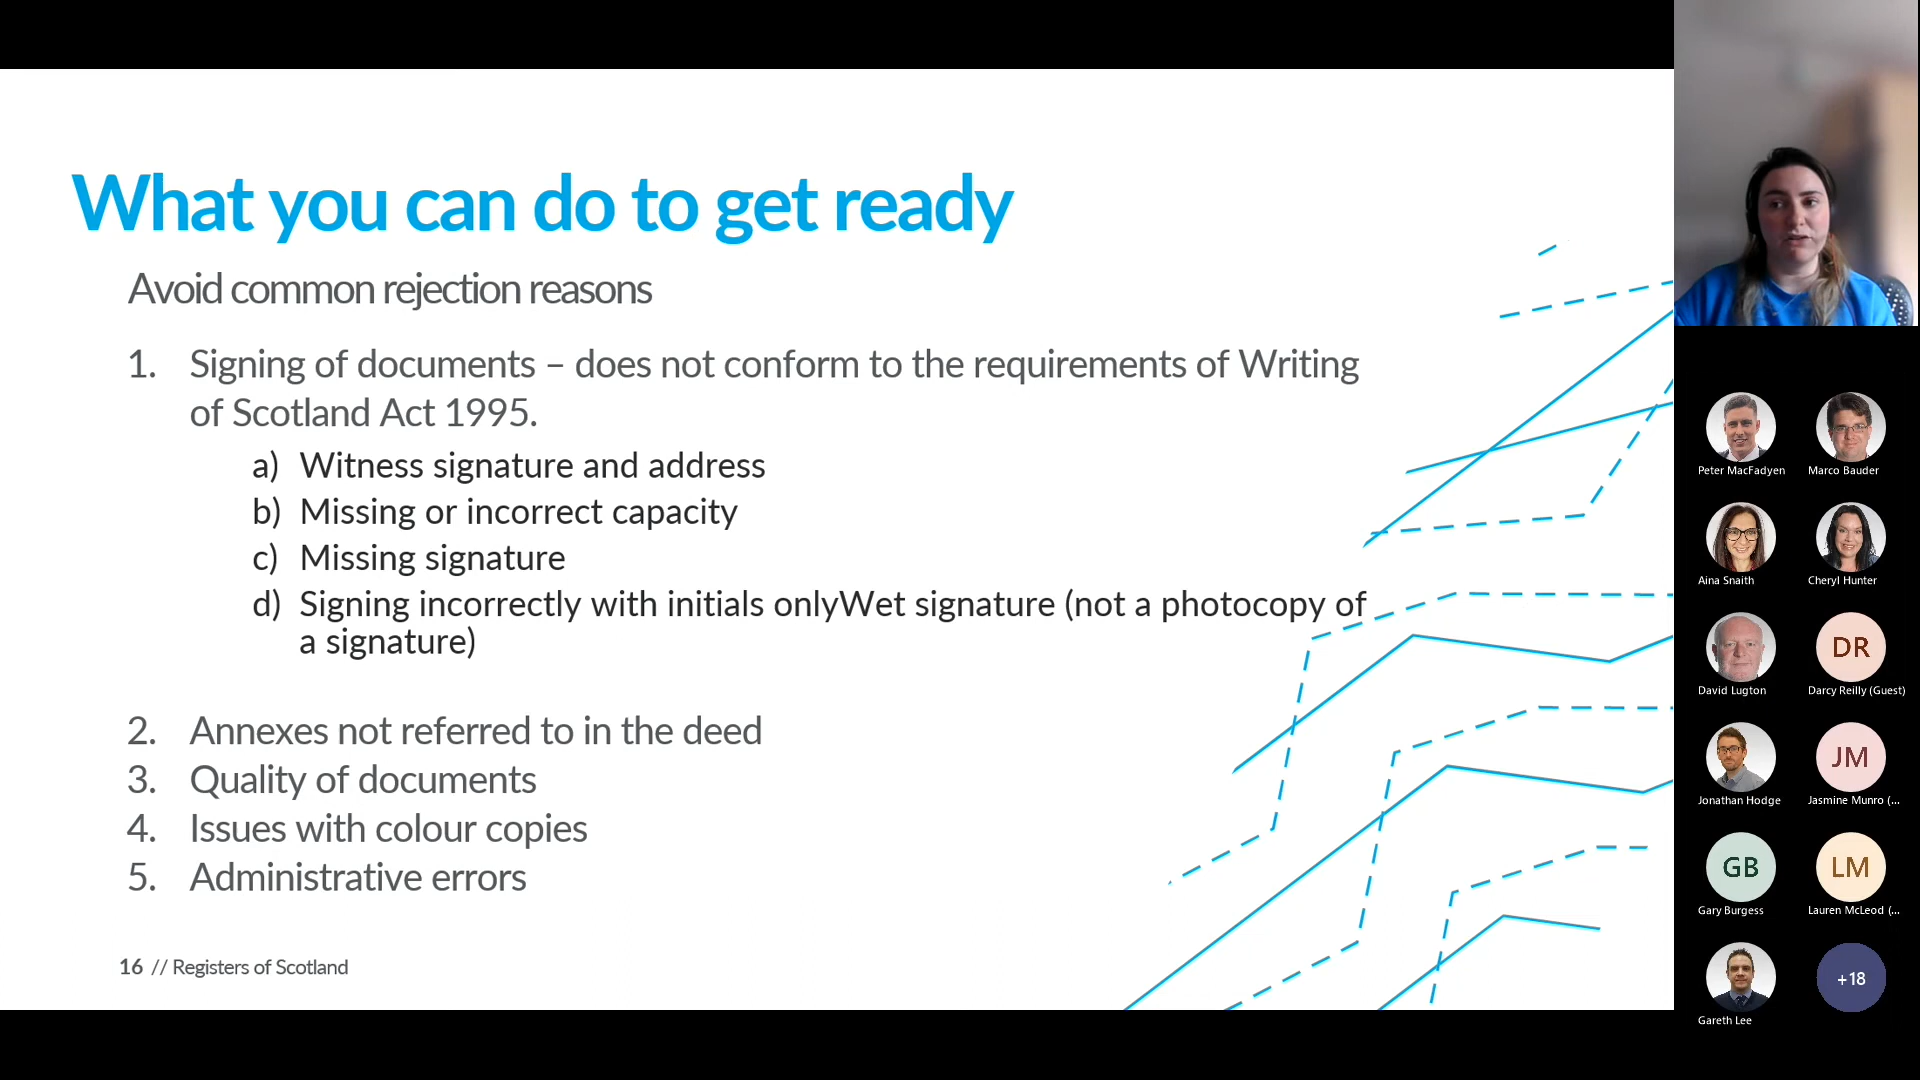 What you can do to get ready
Avoid common rejection reasons
1. Signing of documents – does not conform to the requirements of Writing
of Scotland Act 1995.
a) Witness signature and address
b) Missing or incorrect capacity
c) Missing signature
d) Signing incorrectly with initials onlyWet signature (not a photocopy of
a signature)
2. Annexes not referred to in the deed
3. Quality of documents
4. Issues with colour copies
5. Administrative errors
16 // Registers of Scotland
Peter MacFadyen
Marco Bauder
Aina Snaith
Cheryl Hunter
David Lugton
DR
Darcy Reilly (Guest)
Jonathan Hodge
JM
Jasmine Munro (...
GB
Gary Burgess
LM
Lauren McLeod (...
Gareth Lee
+18